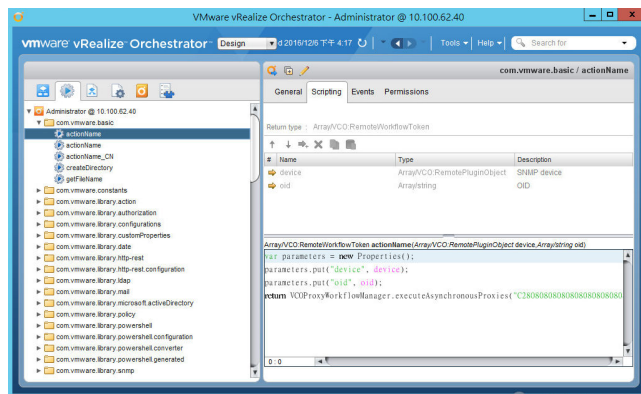 VMware vRealize Orchestrator - Administrator @ 10.100.62.40
vmware vRealize Orchestrator Design d 2016/12/6 下午 4:17 Tools Help Search for
com.vmware.basic / actionName
General Scripting Events Permissions
Return type : Array/VCO:RemoteWorkflowToken
# Name Type Description
device Array/VCO:RemotePluginObject SNMP device
oid Array/string OID
Administrator @ 10.100.62.40
com.vmware.basic
actionName
actionName
actionName_CN
createDirectory
getFileName
com.vmware.constants
com.vmware.library.action
com.vmware.library.authorization
com.vmware.library.configurations
com.vmware.library.customProperties
com.vmware.library.date
com.vmware.library.http-rest
com.vmware.library.http-rest.configuration
com.vmware.library.ldap
com.vmware.library.mail
com.vmware.library.microsoft.activeDirectory
com.vmware.library.policy
com.vmware.library.powershell
com.vmware.library.powershell.configuration
com.vmware.library.powershell.converter
com.vmware.library.powershell.generated
com.vmware.library.snmp
Array/VCO:RemoteWorkflowToken actionName(Array/VCO:RemotePluginObject device,Array/string oid)
var parameters = new Properties();
parameters.put("device", device);
parameters.put("oid", oid);
return VCOProxyWorkflowManager.executeAsynchronousProxies("C2808080808080808080808080
0 : 0